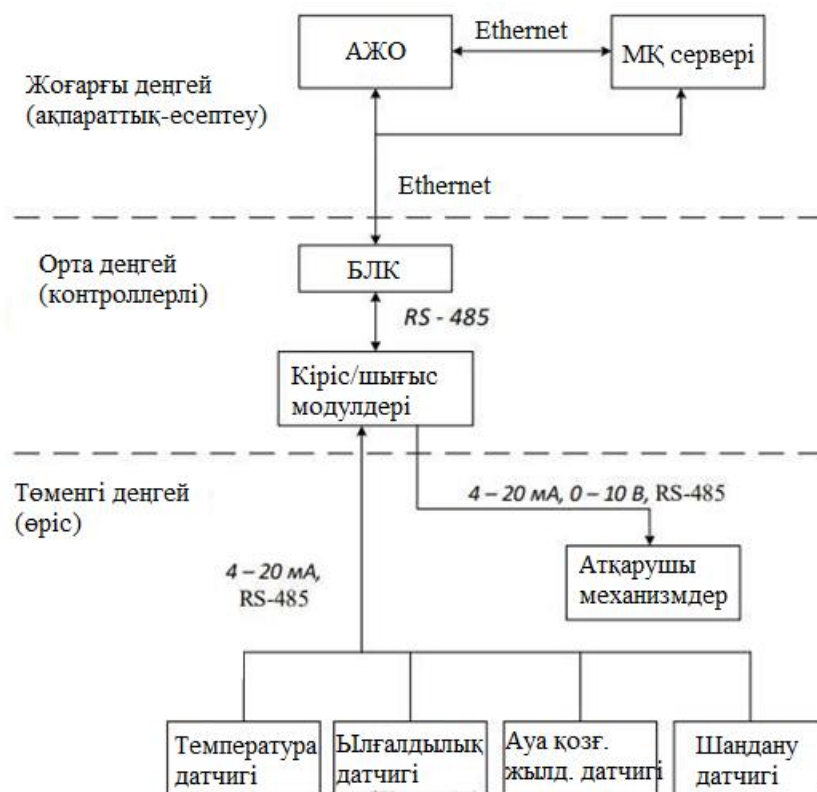 Ethernet
АЖО
МҚ сервері
Жоғарғы деңгей
(ақпараттық-есептеу)
Ethernet
Орта деңгей
(контроллерлі)
БЛК
RS - 485
Кіріс/шығыс
модулдері
Төменгі деңгей
(өріс)
4 – 20 мА, 0 – 10 В, RS-485
4 – 20 мА,
RS-485
Атқарушы
механизмдер
Температура
датчигі
Ылғалдылық
датчигі
Ауа қозғ.
жылд. датчигі
Шаңдану
датчигі